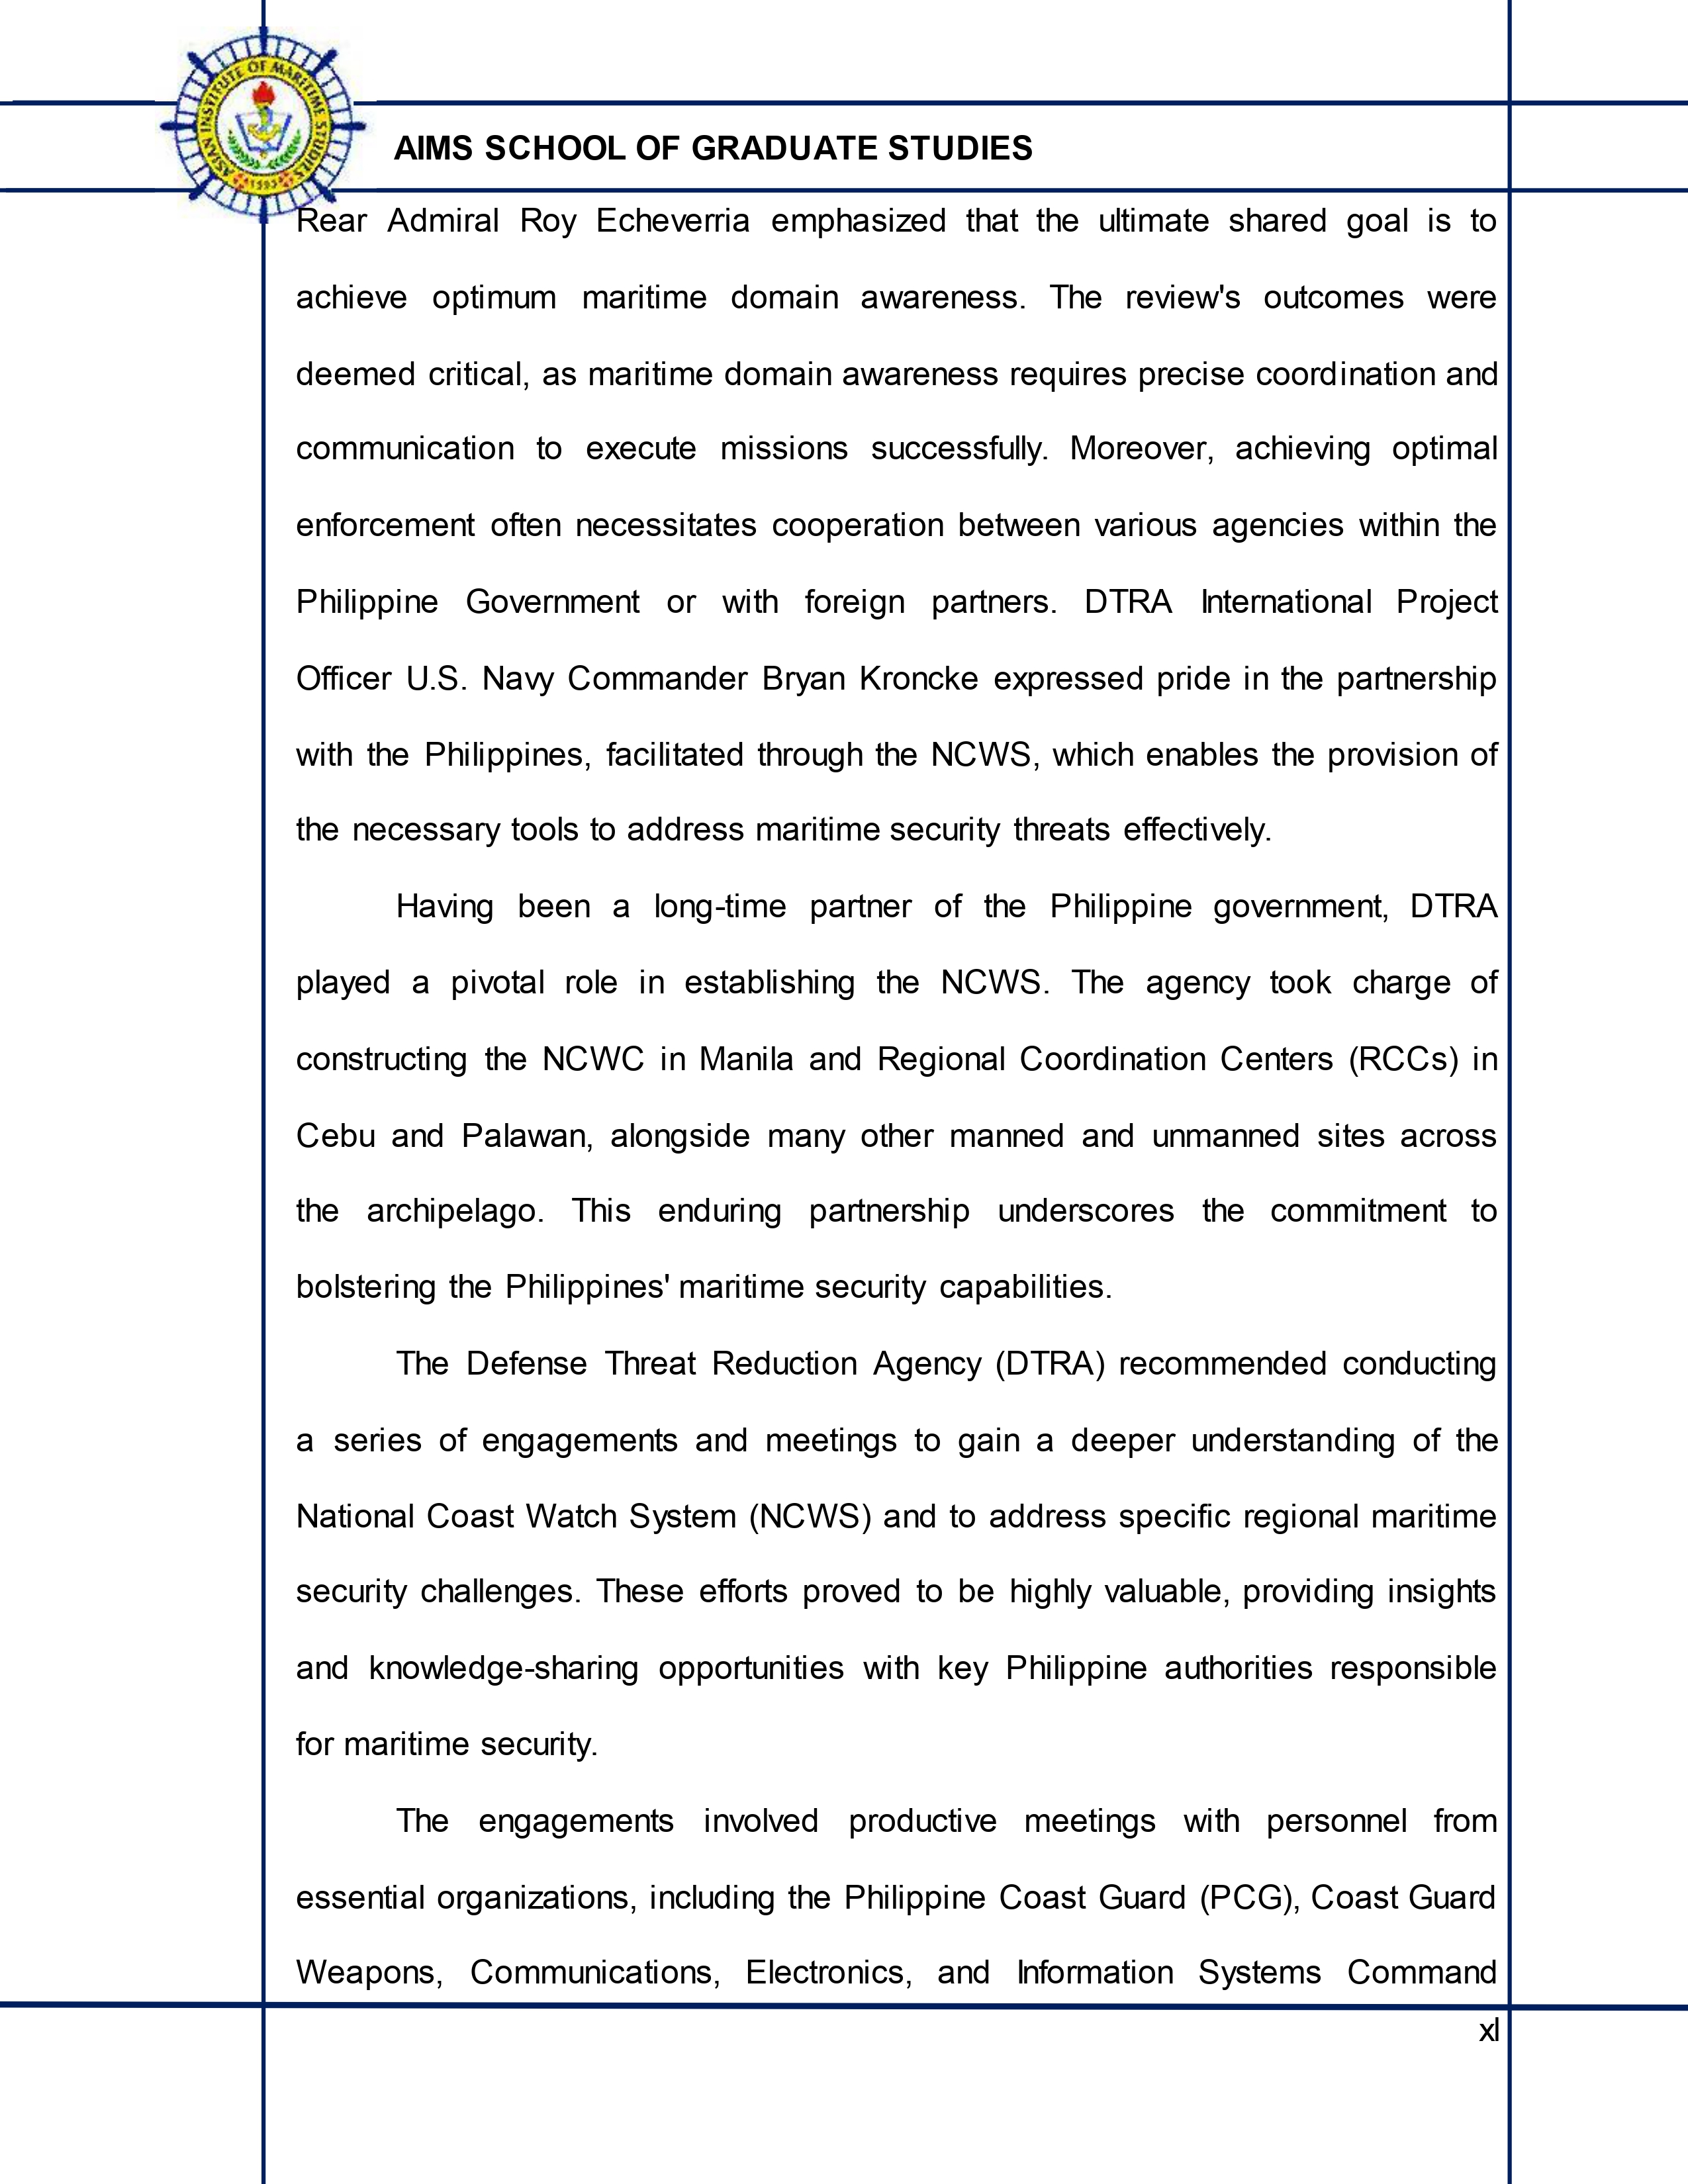 ASIAN INSTITUTE OF MARITIME STUDIES
1993
AIMS SCHOOL OF GRADUATE STUDIES
Rear Admiral Roy Echeverria emphasized that the ultimate shared goal is to
achieve optimum maritime domain awareness. The review's outcomes were
deemed critical, as maritime domain awareness requires precise coordination and
communication to execute missions successfully. Moreover, achieving optimal
enforcement often necessitates cooperation between various agencies within the
Philippine Government or with foreign partners. DTRA International Project
Officer U.S. Navy Commander Bryan Kroncke expressed pride in the partnership
with the Philippines, facilitated through the NCWS, which enables the provision of
the necessary tools to address maritime security threats effectively.
Having been a long-time partner of the Philippine government, DTRA
played a pivotal role in establishing the NCWS. The agency took charge of
constructing the NCWC in Manila and Regional Coordination Centers (RCCs) in
Cebu and Palawan, alongside many other manned and unmanned sites across
the archipelago. This enduring partnership underscores the commitment to
bolstering the Philippines' maritime security capabilities.
The Defense Threat Reduction Agency (DTRA) recommended conducting
a series of engagements and meetings to gain a deeper understanding of the
National Coast Watch System (NCWS) and to address specific regional maritime
security challenges. These efforts proved to be highly valuable, providing insights
and knowledge-sharing opportunities with key Philippine authorities responsible
for maritime security.
The engagements involved productive meetings with personnel from
essential organizations, including the Philippine Coast Guard (PCG), Coast Guard
Weapons, Communications, Electronics, and Information Systems Command
xl